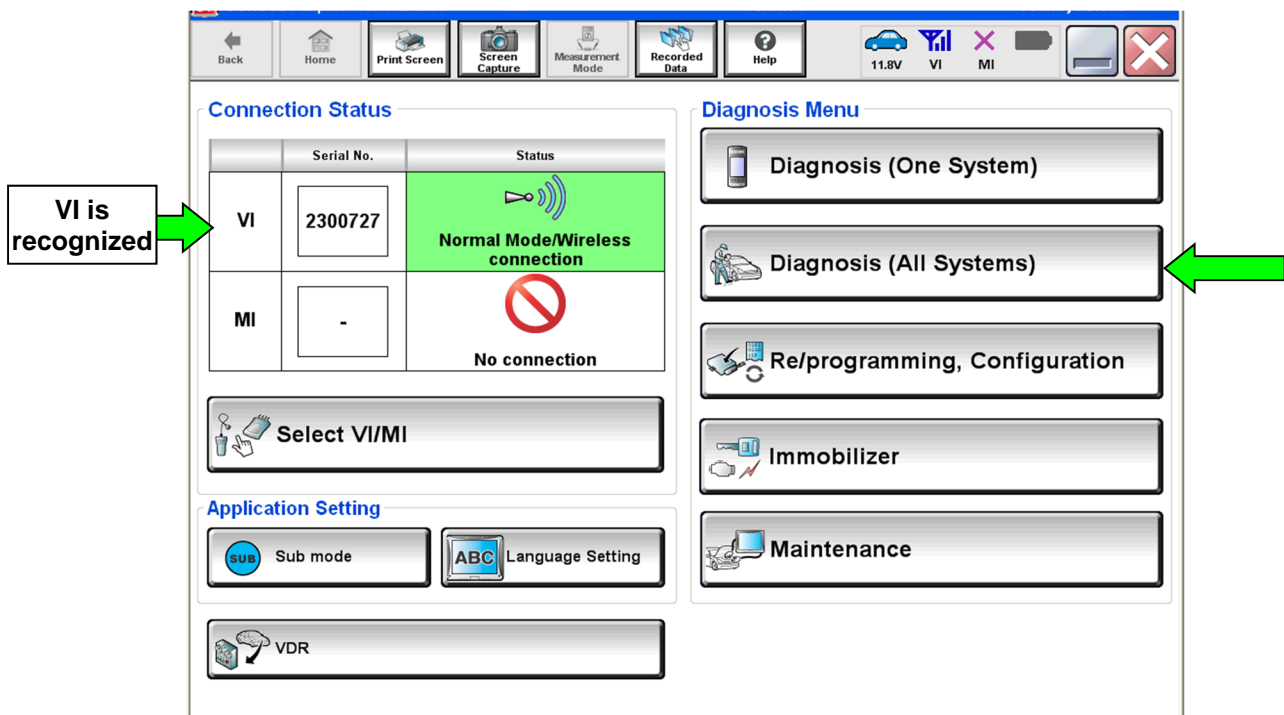 Back
Home
Print Screen
Screen
Capture
Measurement
Mode
Recorded
Data
Help
11.8V
VI
MI
Connection Status
Serial No.
Status
VI
2300727
Normal Mode/Wireless
connection
MI
-
No connection
Select VI/MI
Application Setting
SUB
Sub mode
ABC
Language Setting
VDR
Diagnosis Menu
Diagnosis (One System)
Diagnosis (All Systems)
Re/programming, Configuration
Immobilizer
Maintenance
VI is
recognized